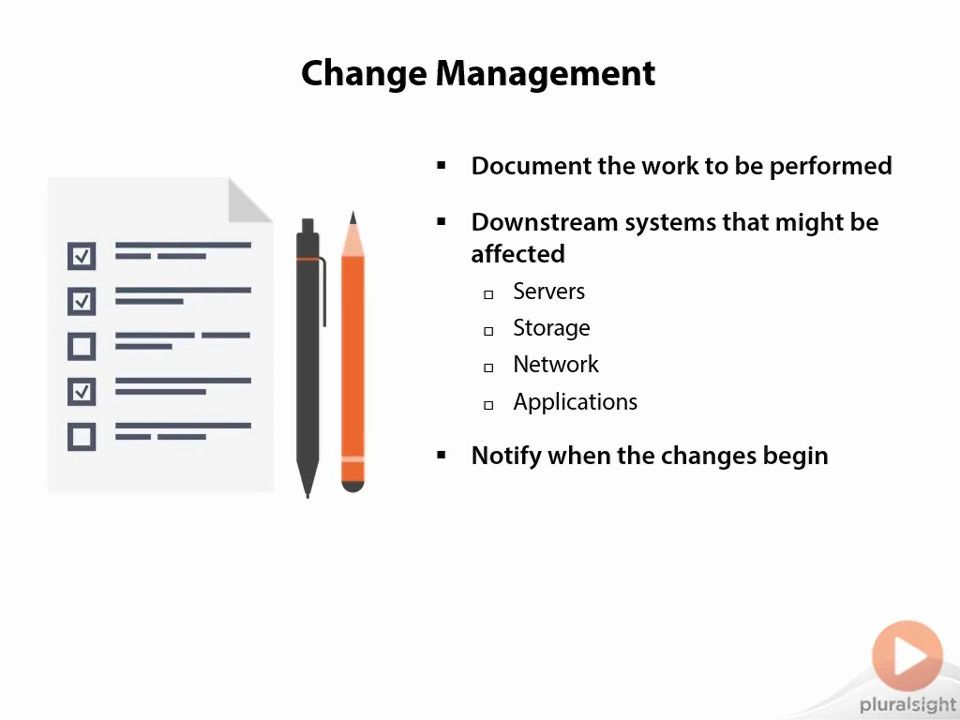 Change Management
Document the work to be performed
Downstream systems that might be
affected
Servers
Storage
Network
Applications
Notify when the changes begin
pluralsight